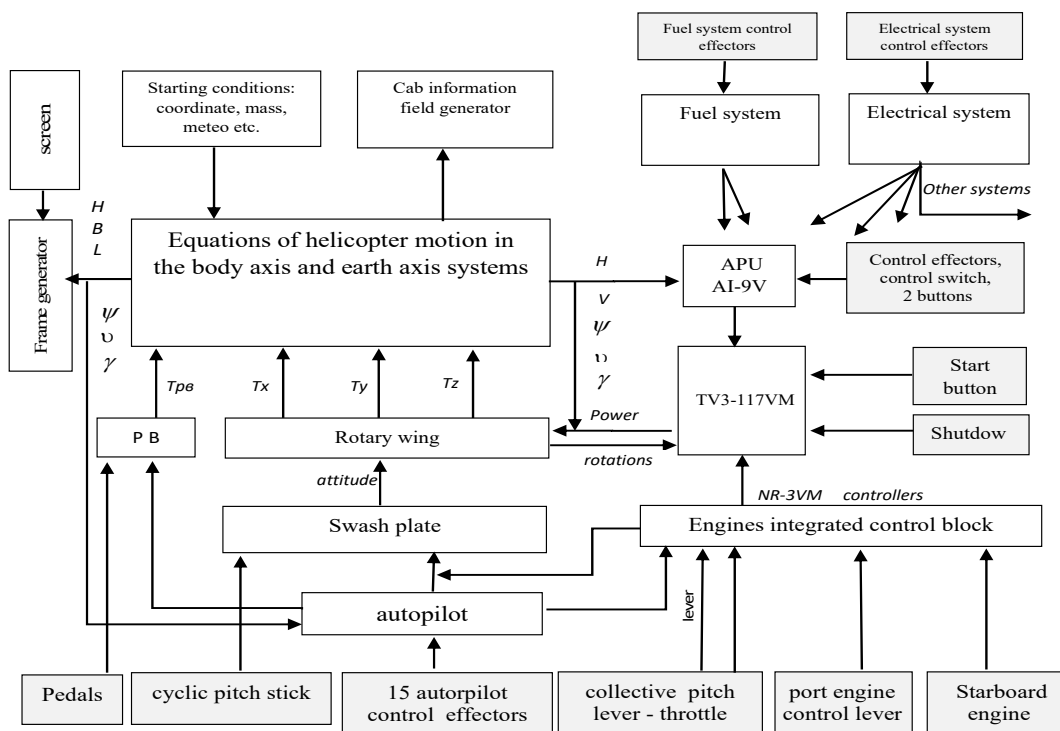 Fuel system control
effectors
Electrical system
control effectors
screen
Starting conditions:
coordinate, mass,
meteo etc.
Cab information
field generator
Fuel system
Electrical system
Other systems
H
B
L
Frame generator
Equations of helicopter motion in
the body axis and earth axis systems
H
V
APU
AI-9V
Control effectors,
control switch,
2 buttons
ψ
υ
γ
ψ
υ
γ
Трв
Tx
Ty
Tz
TV3-117VM
Start
button
Power
P B
Rotary wing
Shutdow
rotations
attitude
NR-3VM controllers
Swash plate
Engines integrated control block
autopilot
lever
Pedals
cyclic pitch stick
15 autorpilot
control effectors
collective pitch
lever - throttle
port engine
control lever
Starboard
engine